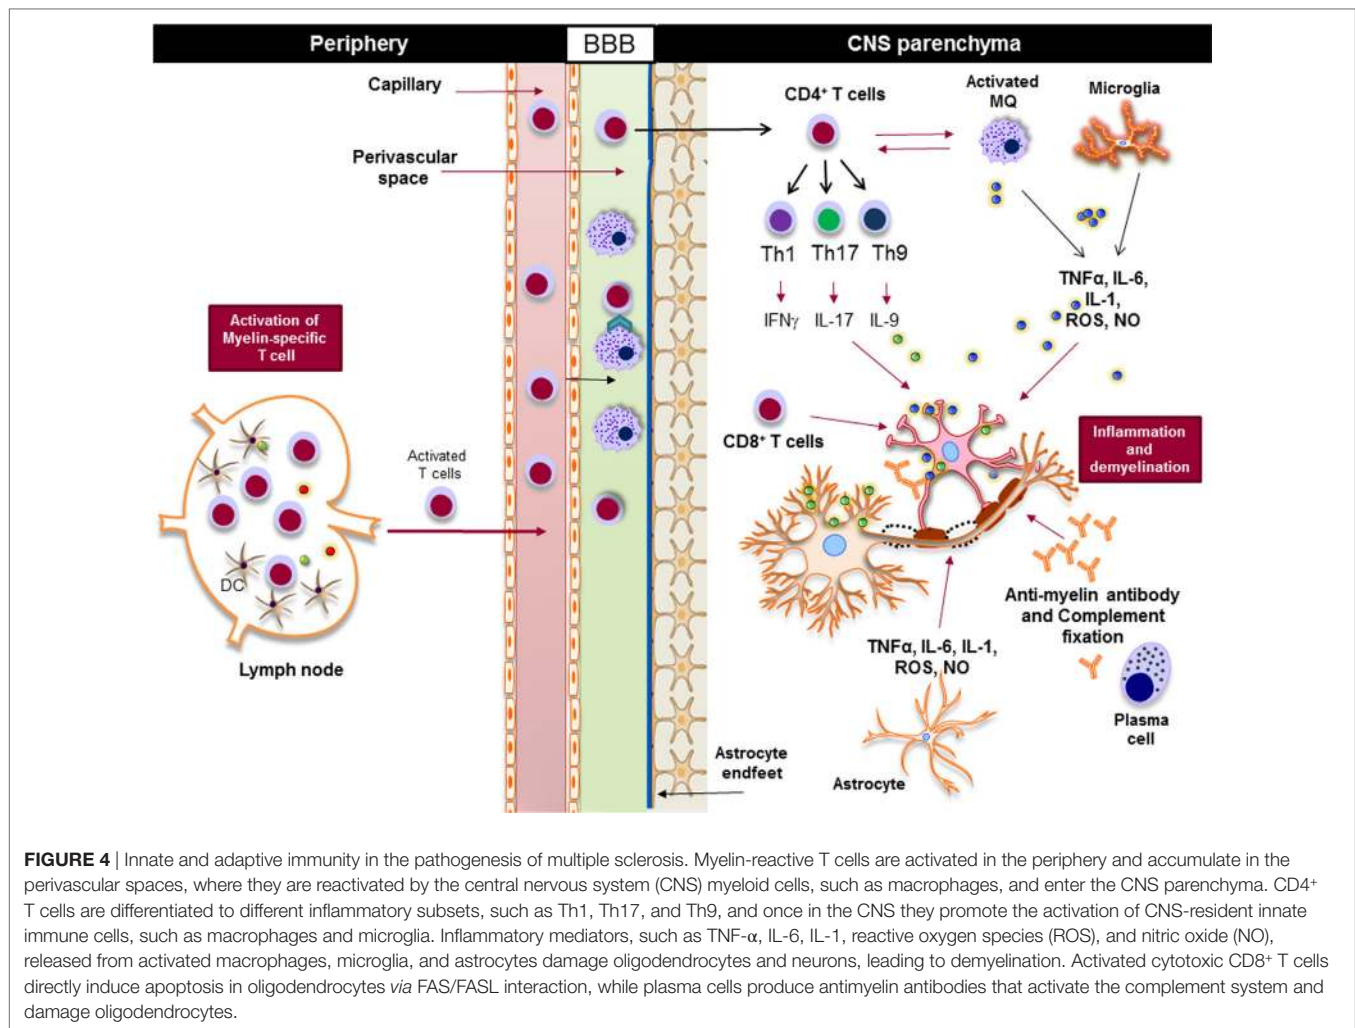 Periphery
BBB
CNS parenchyma
Capillary
Perivascular
space
CD4⁺ T cells
Activated
MQ
Microglia
Th1
Th17
Th9
IFNγ
IL-17
IL-9
TNFα, IL-6,
IL-1,
ROS, NO
Activation of
Myelin-specific
T cell
Activated
T cells
CD8⁺ T cells
Inflammation
and
demyelination
DC
Lymph node
Anti-myelin antibody
and Complement
fixation
TNFα, IL-6, IL-1,
ROS, NO
Plasma
cell
Astrocyte
endfeet
Astrocyte
FIGURE 4 | Innate and adaptive immunity in the pathogenesis of multiple sclerosis. Myelin-reactive T cells are activated in the periphery and accumulate in the
perivascular spaces, where they are reactivated by the central nervous system (CNS) myeloid cells, such as macrophages, and enter the CNS parenchyma. CD4⁺
T cells are differentiated to different inflammatory subsets, such as Th1, Th17, and Th9, and once in the CNS they promote the activation of CNS-resident innate
immune cells, such as macrophages and microglia. Inflammatory mediators, such as TNF-α, IL-6, IL-1, reactive oxygen species (ROS), and nitric oxide (NO),
released from activated macrophages, microglia, and astrocytes damage oligodendrocytes and neurons, leading to demyelination. Activated cytotoxic CD8⁺ T cells
directly induce apoptosis in oligodendrocytes via FAS/FASL interaction, while plasma cells produce antimyelin antibodies that activate the complement system and
damage oligodendrocytes.